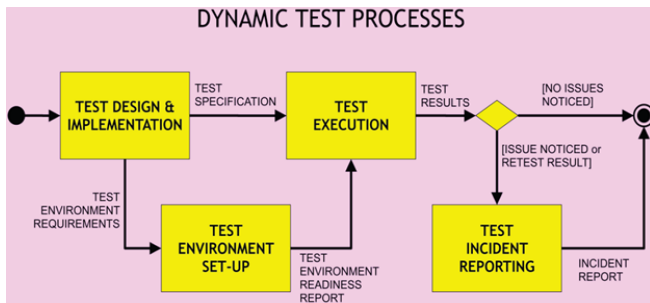 DYNAMIC TEST PROCESSES
TEST DESIGN &
IMPLEMENTATION
TEST
SPECIFICATION
TEST
EXECUTION
TEST
RESULTS
[NO ISSUES
NOTICED]
[ISSUE NOTICED or
RETEST RESULT]
TEST
ENVIRONMENT
REQUIREMENTS
TEST
ENVIRONMENT
SET-UP
TEST
ENVIRONMENT
READINESS
REPORT
TEST
INCIDENT
REPORTING
INCIDENT
REPORT